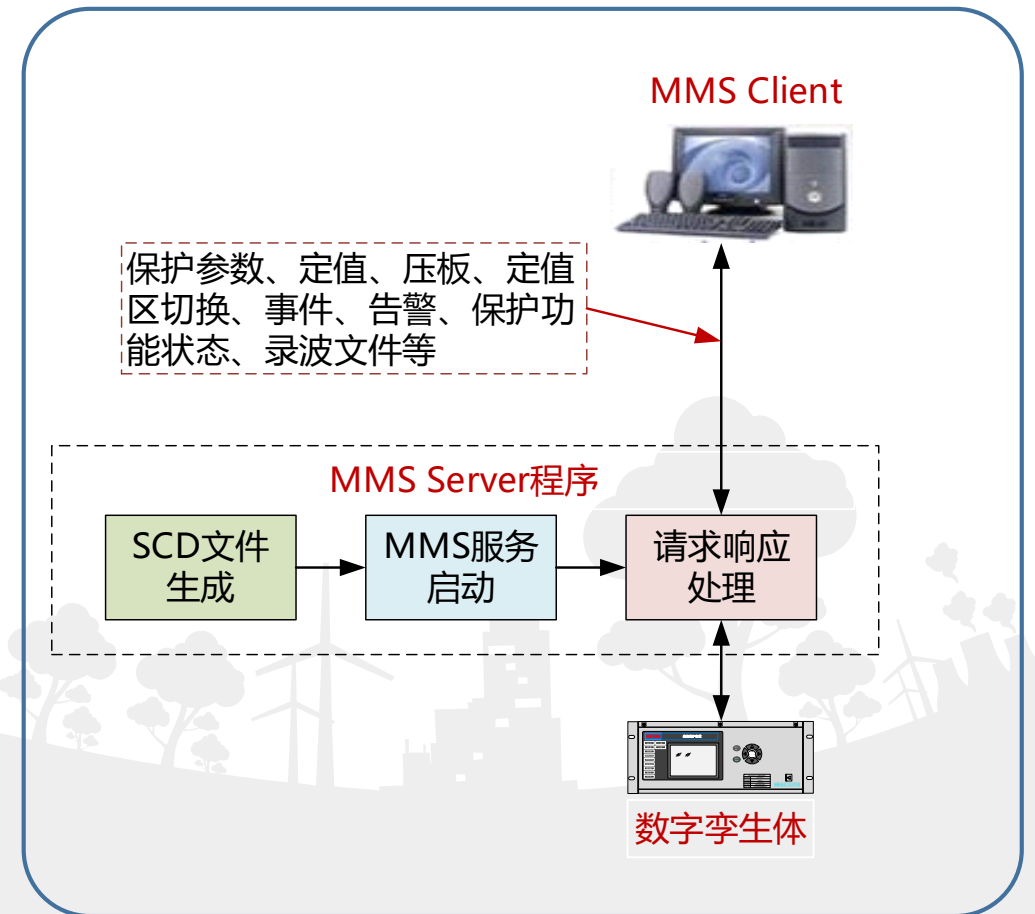 MMS Client
保护参数、定值、压板、定值
区切换、事件、告警、保护功
能状态、录波文件等
MMS Server程序
SCD文件
生成
MMS服务
启动
请求响应
处理
数字孪生体